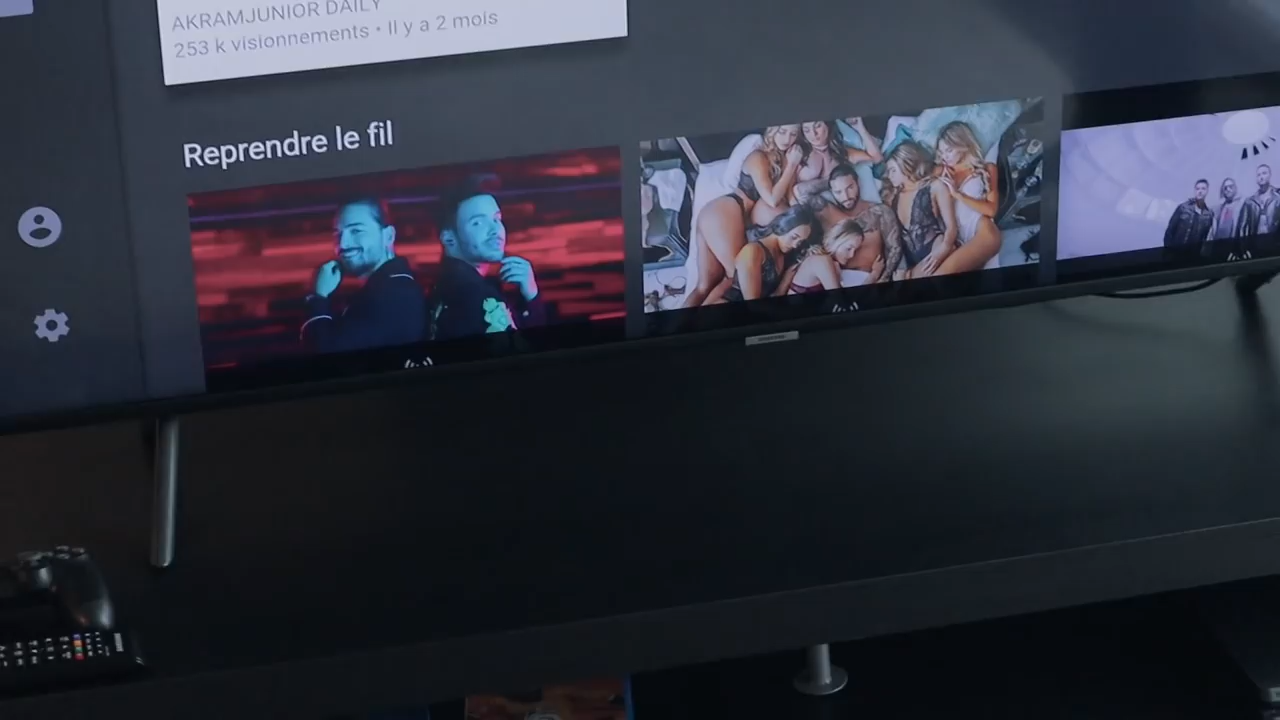 AKRAMJUNIOR DAILY
253 k visionnements • Il y a 2 mois
Reprendre le fil